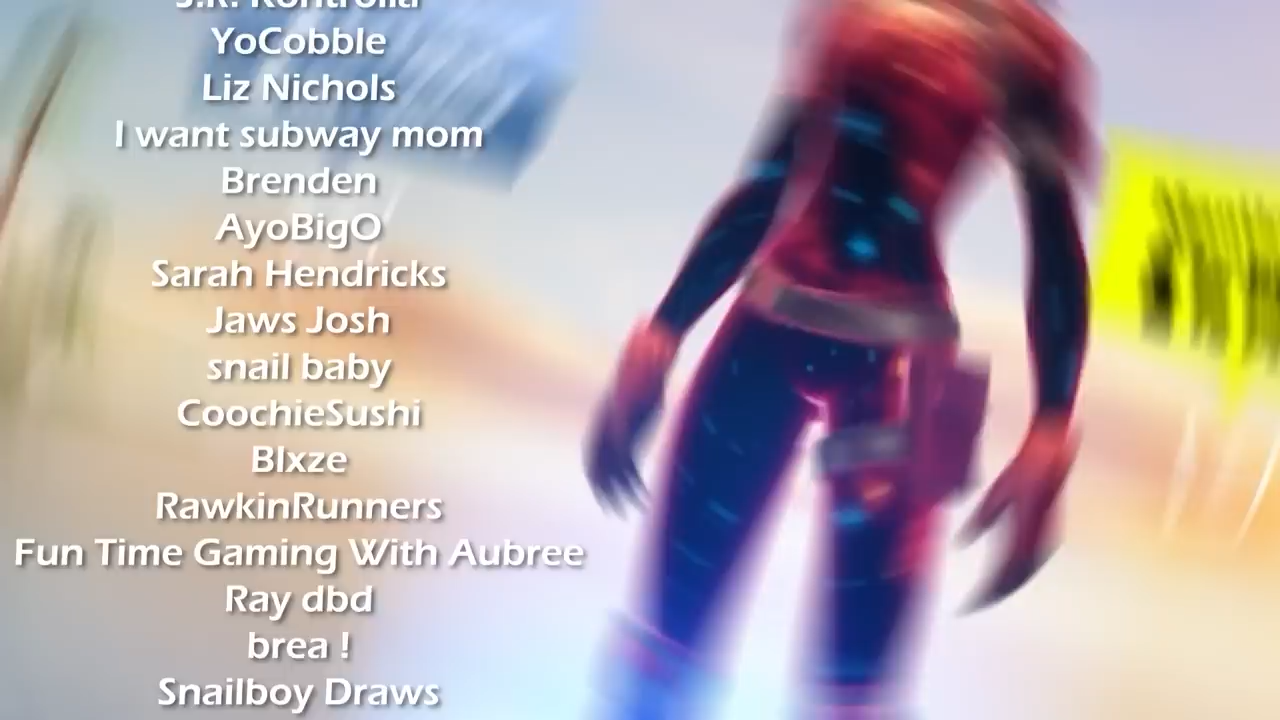 J.R. Kontrolla
YoCobble
Liz Nichols
I want subway mom
Brenden
AyoBigO
Sarah Hendricks
Jaws Josh
snail baby
CoochieSushi
Blxze
RawkinRunners
Fun Time Gaming With Aubree
Ray dbd
brea !
Snailboy Draws